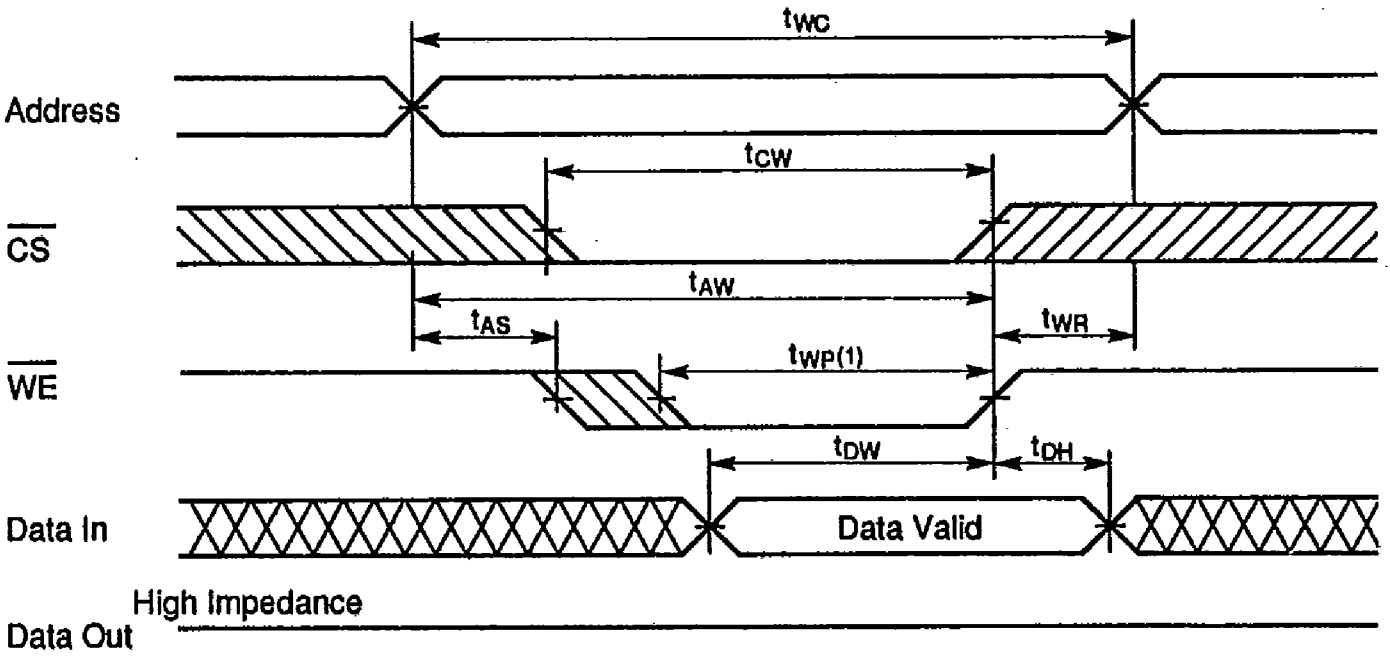 tWC
Address
tCW
CS
tAW
tAS
tWR
WE
tWP(1)
tDW
tDH
Data In
Data Valid
High Impedance
Data Out